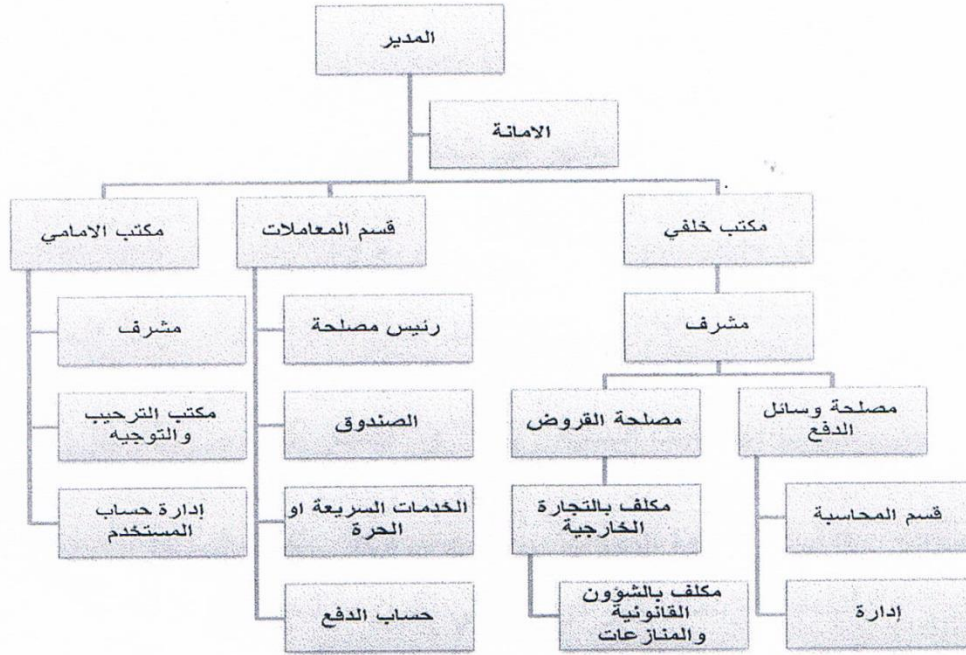 المدير
الامانة
مكتب خلفي
قسم المعاملات
مكتب الامامي
مشرف
رئيس مصلحة
مشرف
مصلحة وسائل
الدفع
مصلحة القروض
الصندوق
مكتب الترحيب
والتوجيه
قسم المحاسبة
مكلف بالتجارة
الخارجية
الخدمات السريعة او
الحرة
إدارة حساب
المستخدم
إدارة
مكلف بالشؤون
القانونية
والمنازعات
حساب الدفع